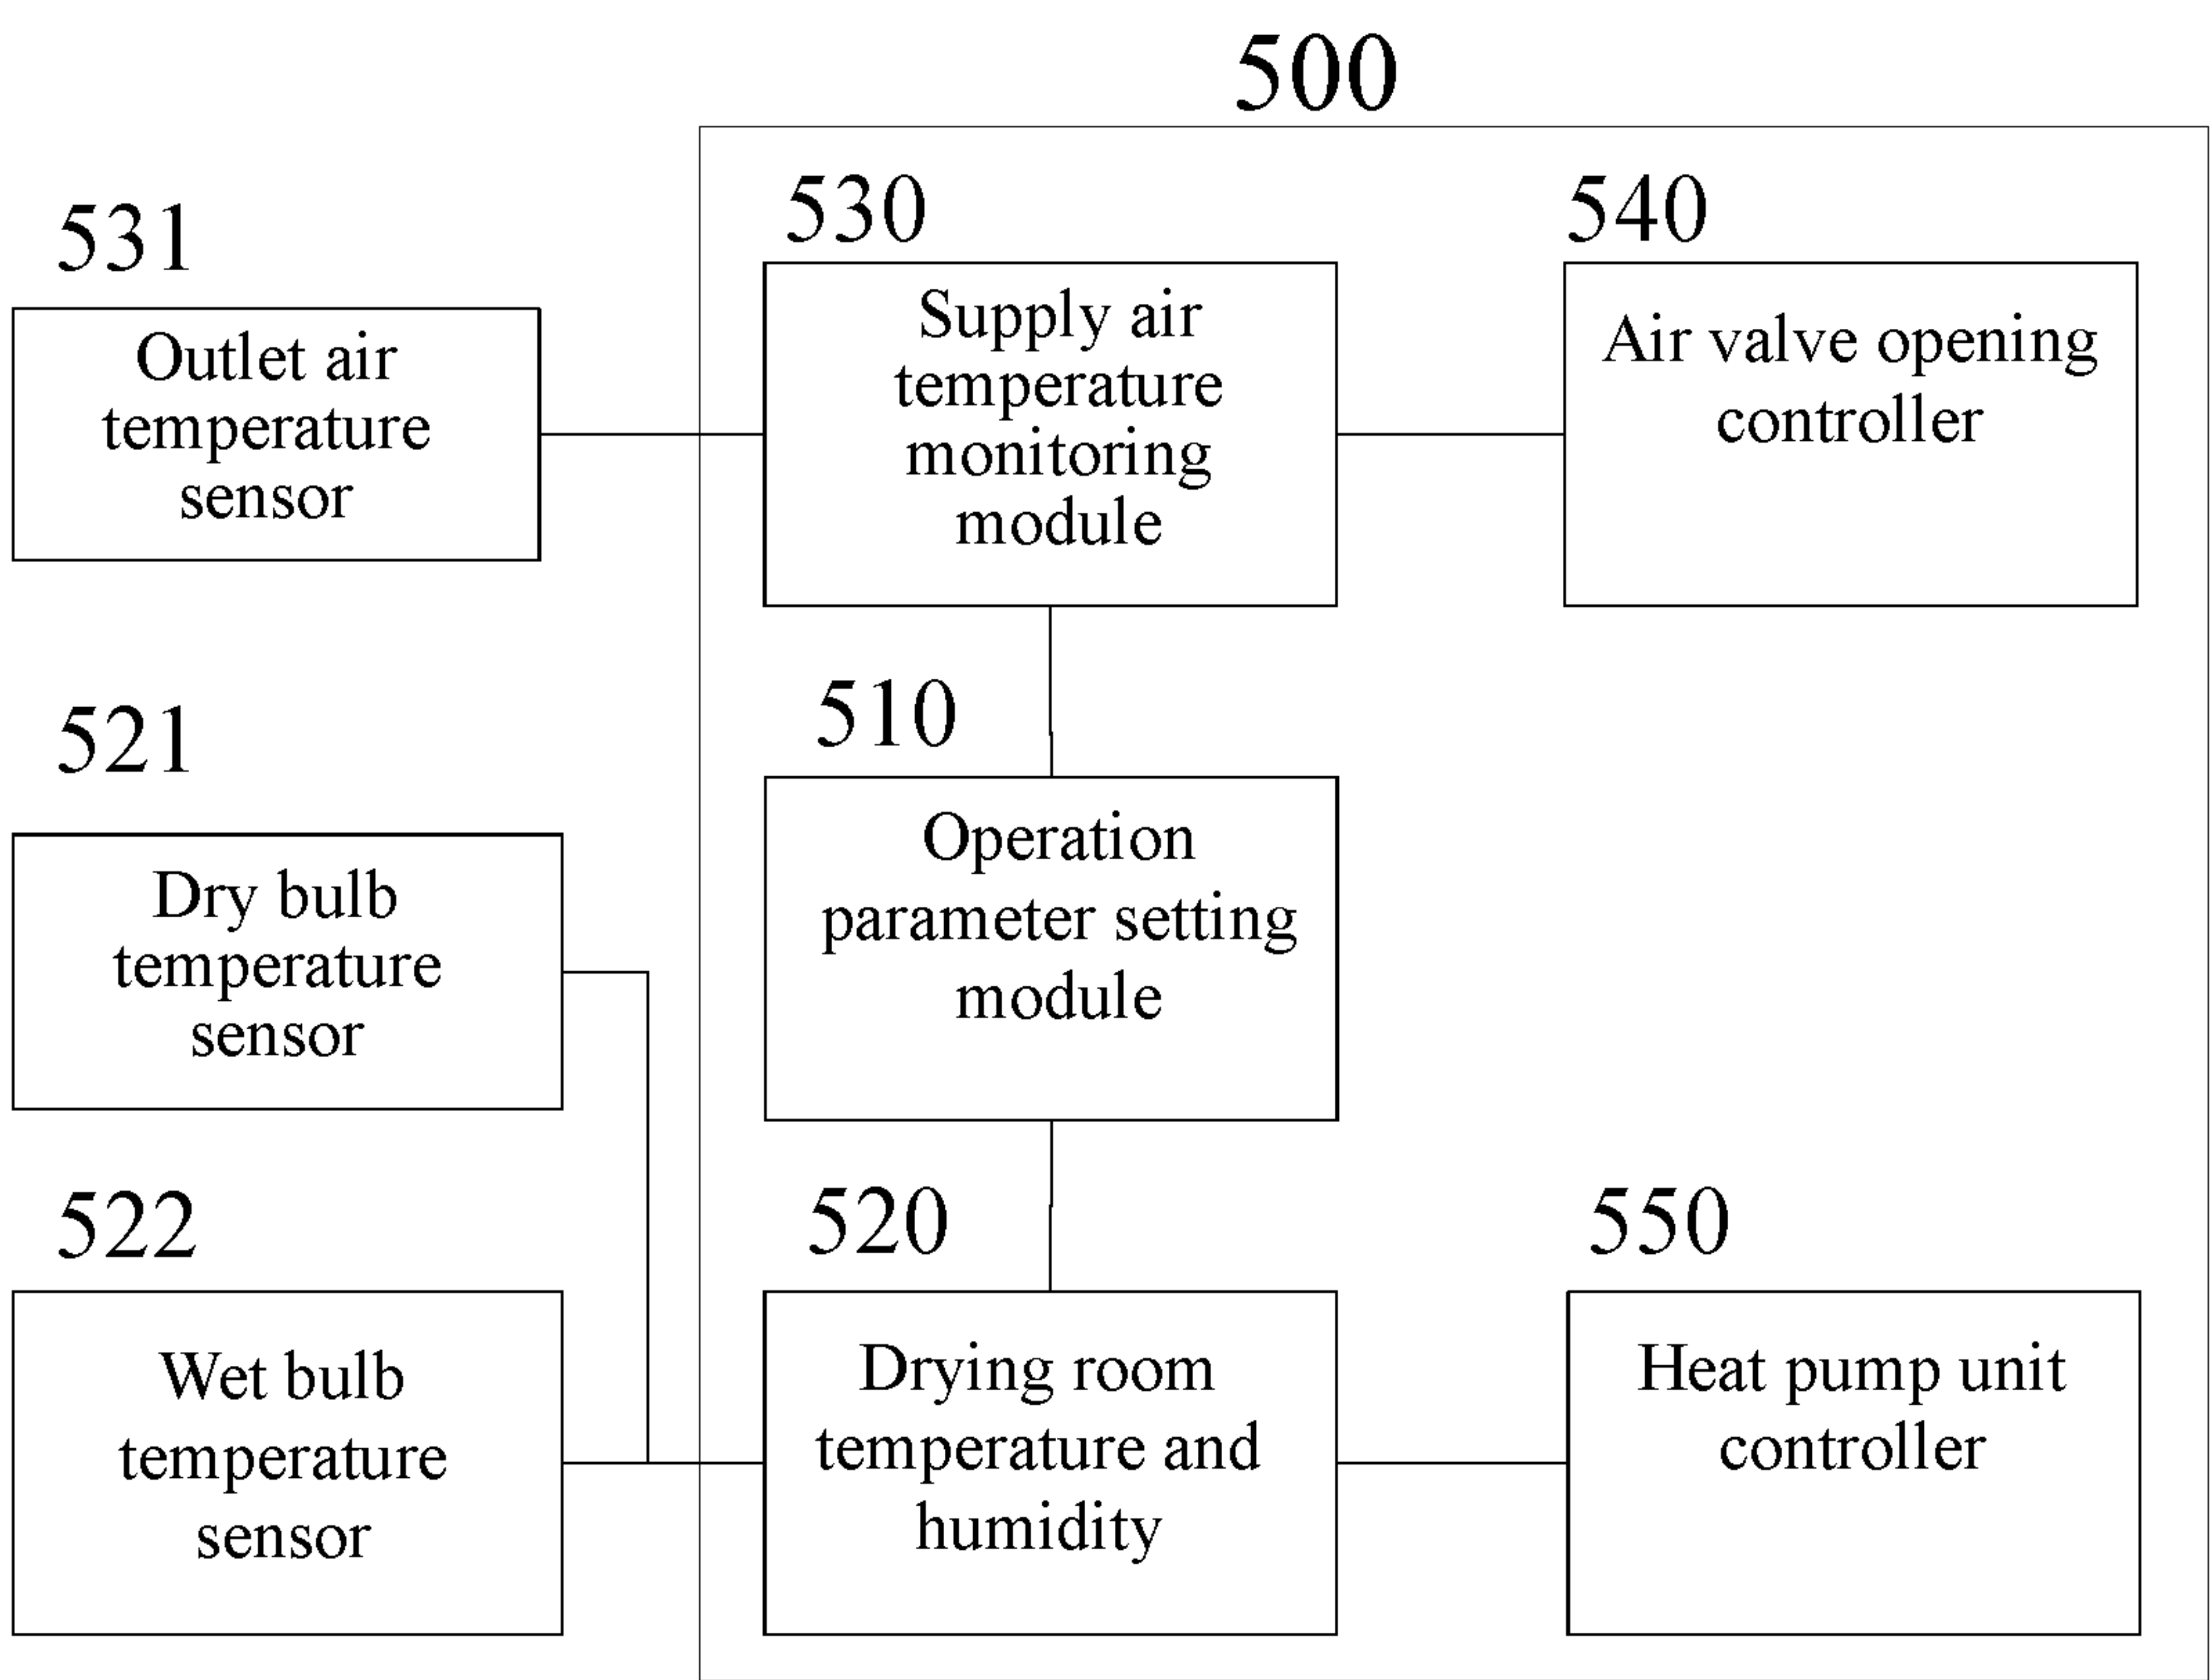 500
531
Outlet air
temperature
sensor
530
Supply air
temperature
monitoring
module
540
Air valve opening
controller
521
Dry bulb
temperature
sensor
510
Operation
parameter setting
module
522
Wet bulb
temperature
sensor
520
Drying room
temperature and
humidity
550
Heat pump unit
controller